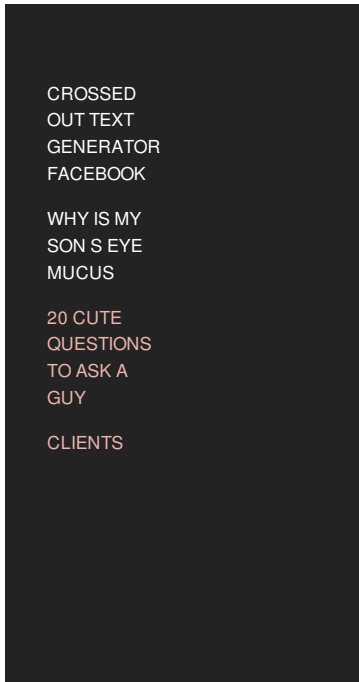 CROSSED
OUT TEXT
GENERATOR
FACEBOOK
WHY IS MY
SON S EYE
MUCUS
20 CUTE
QUESTIONS
TO ASK A
GUY
CLIENTS